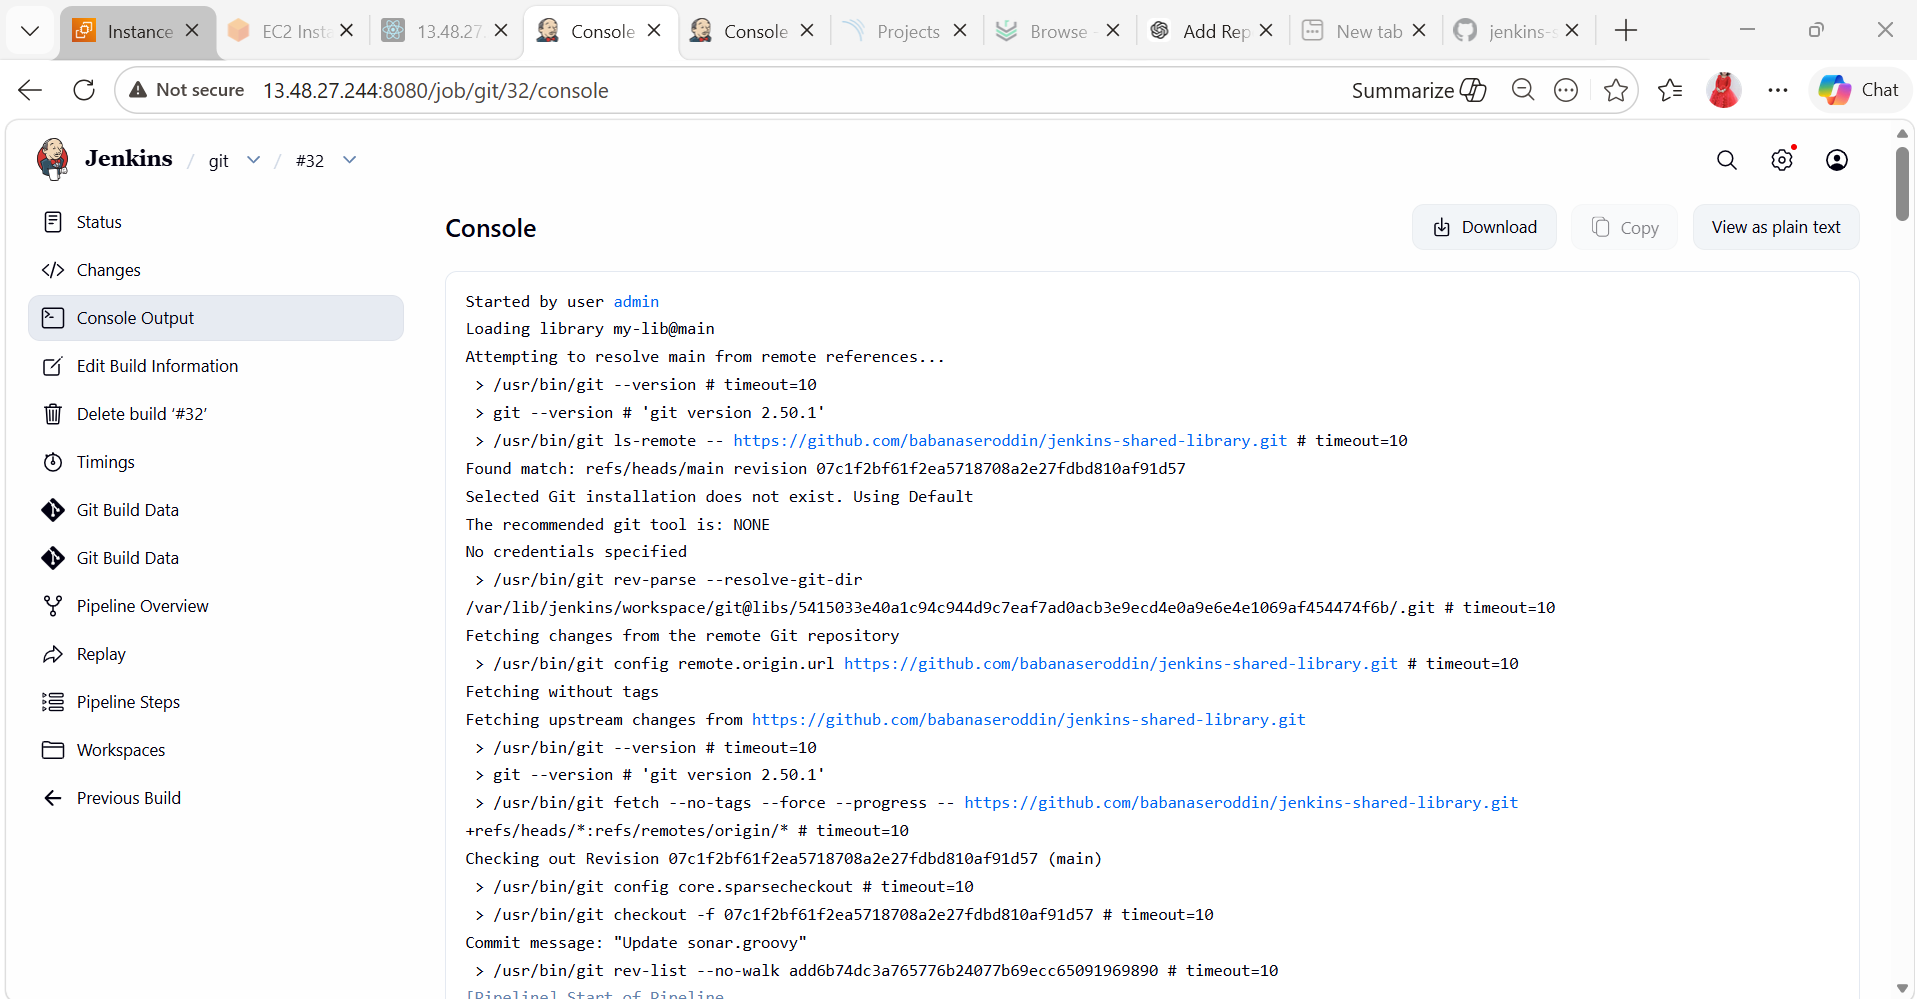 Instance
EC2 Inst
13.48.27.
Console
Console
Projects
Browse -
Add Rep
New tab
jenkins-s
Not secure
13.48.27.244:8080/job/git/32/console
Summarize
Chat
Jenkins / git / #32
Status
Changes
Console Output
Edit Build Information
Delete build ‘#32’
Timings
Git Build Data
Git Build Data
Pipeline Overview
Replay
Pipeline Steps
Workspaces
Previous Build
Console
Download
Copy
View as plain text
Started by user admin
Loading library my-lib@main
Attempting to resolve main from remote references...
> /usr/bin/git --version # timeout=10
> git --version # 'git version 2.50.1'
> /usr/bin/git ls-remote -- https://github.com/babanaseroddin/jenkins-shared-library.git # timeout=10
Found match: refs/heads/main revision 07c1f2bf61f2ea5718708a2e27fdbd810af91d57
Selected Git installation does not exist. Using Default
The recommended git tool is: NONE
No credentials specified
> /usr/bin/git rev-parse --resolve-git-dir
/var/lib/jenkins/workspace/git@libs/5415033e40a1c94c944d9c7eaf7ad0acb3e9ecd4e0a9e6e4e1069af454474f6b/.git # timeout=10
Fetching changes from the remote Git repository
> /usr/bin/git config remote.origin.url https://github.com/babanaseroddin/jenkins-shared-library.git # timeout=10
Fetching without tags
Fetching upstream changes from https://github.com/babanaseroddin/jenkins-shared-library.git
> /usr/bin/git --version # timeout=10
> git --version # 'git version 2.50.1'
> /usr/bin/git fetch --no-tags --force --progress -- https://github.com/babanaseroddin/jenkins-shared-library.git
+refs/heads/*:refs/remotes/origin/* # timeout=10
Checking out Revision 07c1f2bf61f2ea5718708a2e27fdbd810af91d57 (main)
> /usr/bin/git config core.sparsecheckout # timeout=10
> /usr/bin/git checkout -f 07c1f2bf61f2ea5718708a2e27fdbd810af91d57 # timeout=10
Commit message: "Update sonar.groovy"
> /usr/bin/git rev-list --no-walk add6b74dc3a765776b24077b69ecc65091969890 # timeout=10
[Pipeline] Start of Pipeline